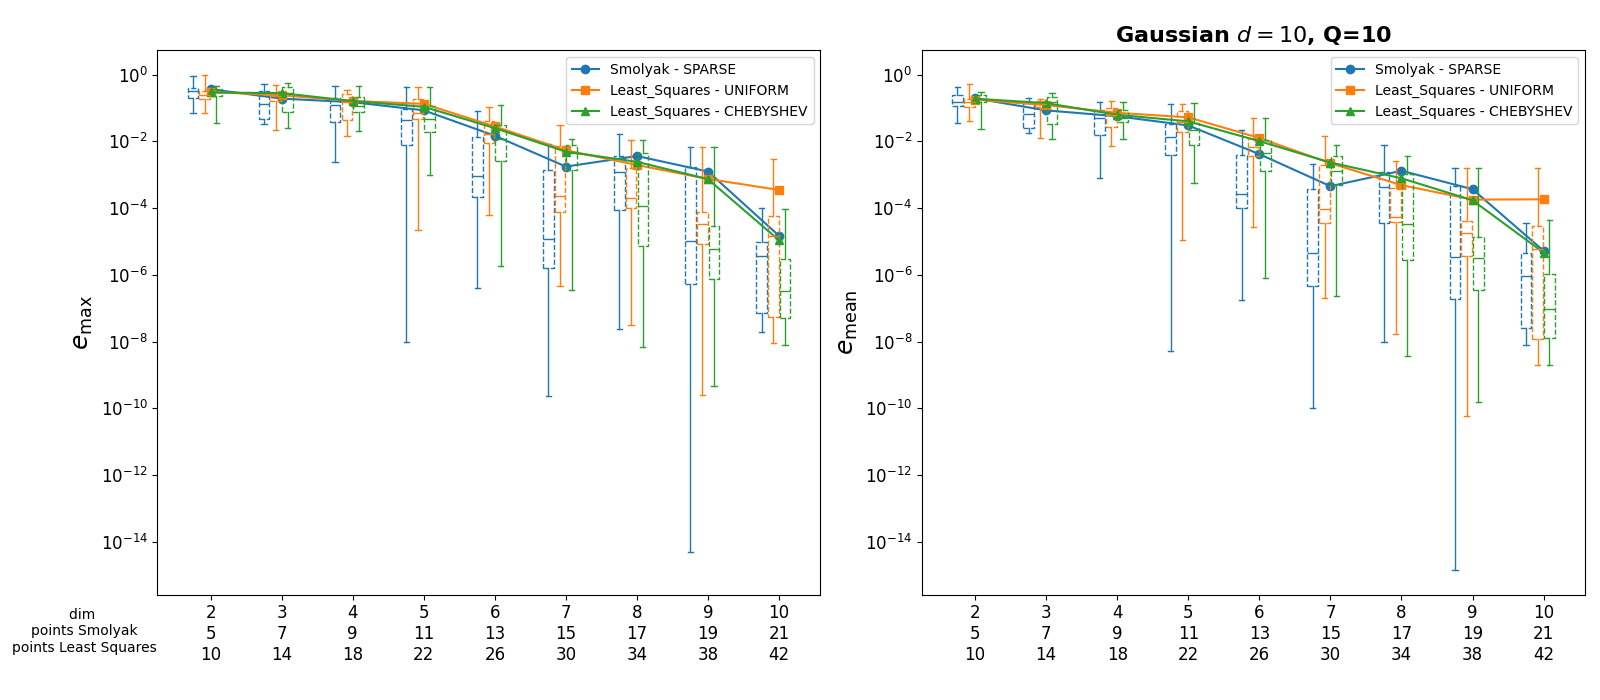 Gaussian d = 10, Q=10
Smolyak - SPARSE
Least_Squares - UNIFORM
Least_Squares - CHEBYSHEV
10^0
10^-2
10^-4
10^-6
10^-8
10^-10
10^-12
10^-14
e_max
dim 2 3 4 5 6 7 8 9 10
points Smolyak 5 7 9 11 13 15 17 19 21
points Least Squares 10 14 18 22 26 30 34 38 42
Smolyak - SPARSE
Least_Squares - UNIFORM
Least_Squares - CHEBYSHEV
10^0
10^-2
10^-4
10^-6
10^-8
10^-10
10^-12
10^-14
e_mean
2 3 4 5 6 7 8 9 10
5 7 9 11 13 15 17 19 21
10 14 18 22 26 30 34 38 42